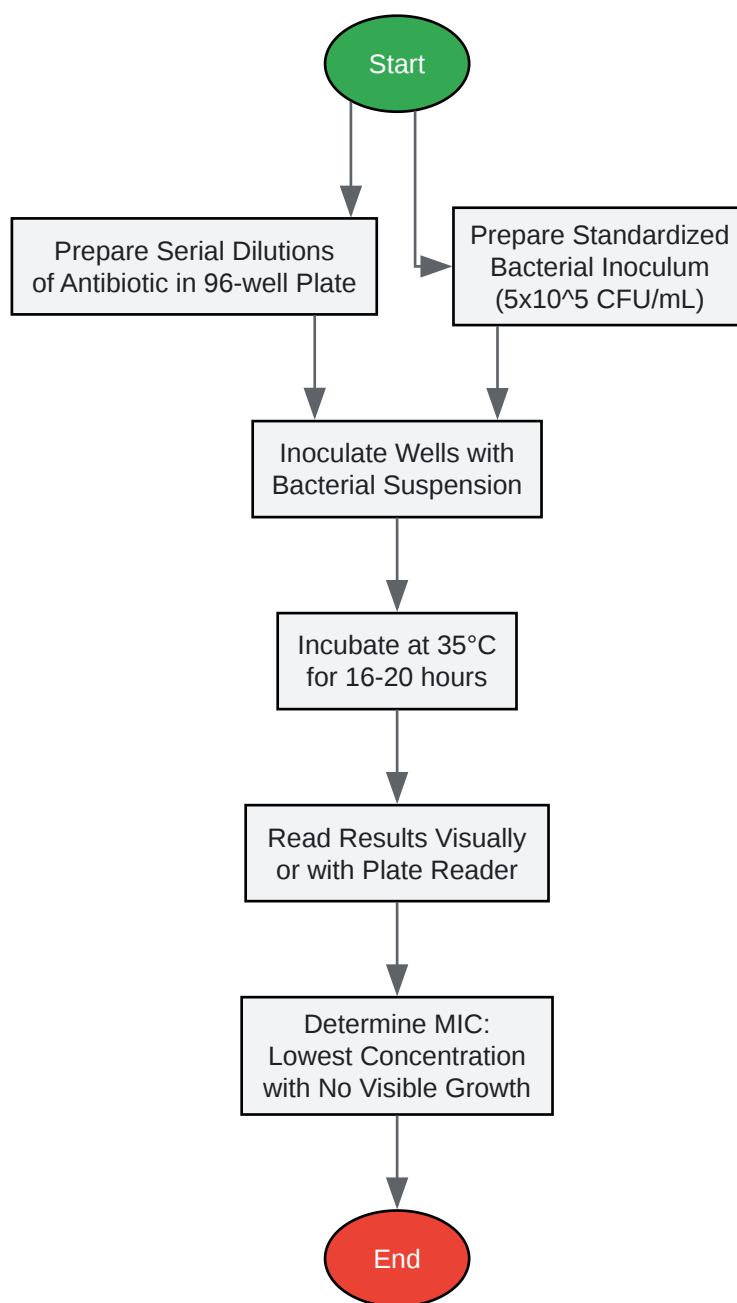 Start
Prepare Serial Dilutions
of Antibiotic in 96-well Plate
Prepare Standardized
Bacterial Inoculum
(5x10^5 CFU/mL)
Inoculate Wells with
Bacterial Suspension
Incubate at 35°C
for 16-20 hours
Read Results Visually
or with Plate Reader
Determine MIC:
Lowest Concentration
with No Visible Growth
End